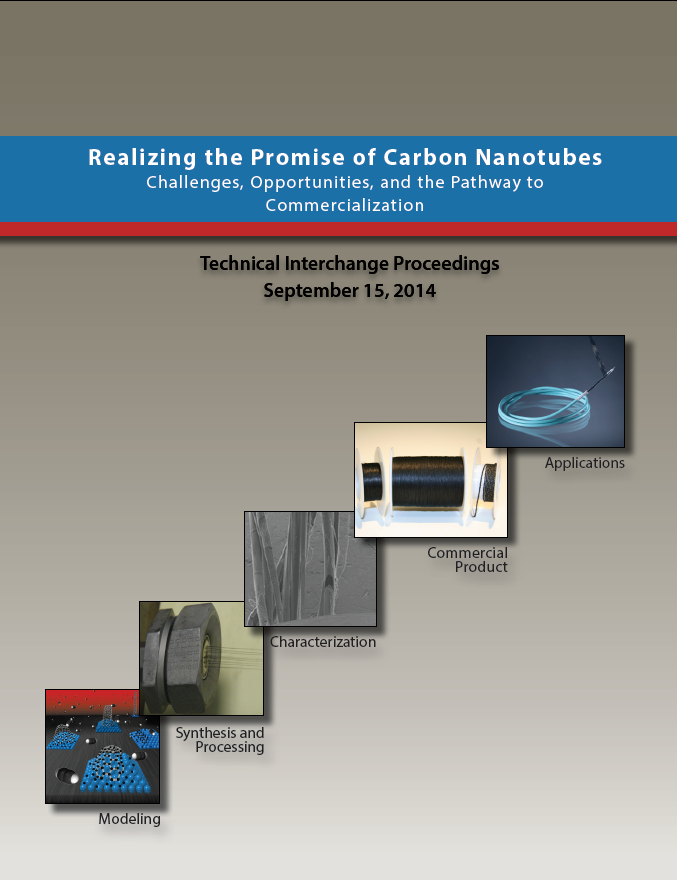 Realizing the Promise of Carbon Nanotubes
Challenges, Opportunities, and the Pathway to
Commercialization
Technical Interchange Proceedings
September 15, 2014
Applications
Commercial
Product
Characterization
Synthesis and
Processing
Modeling